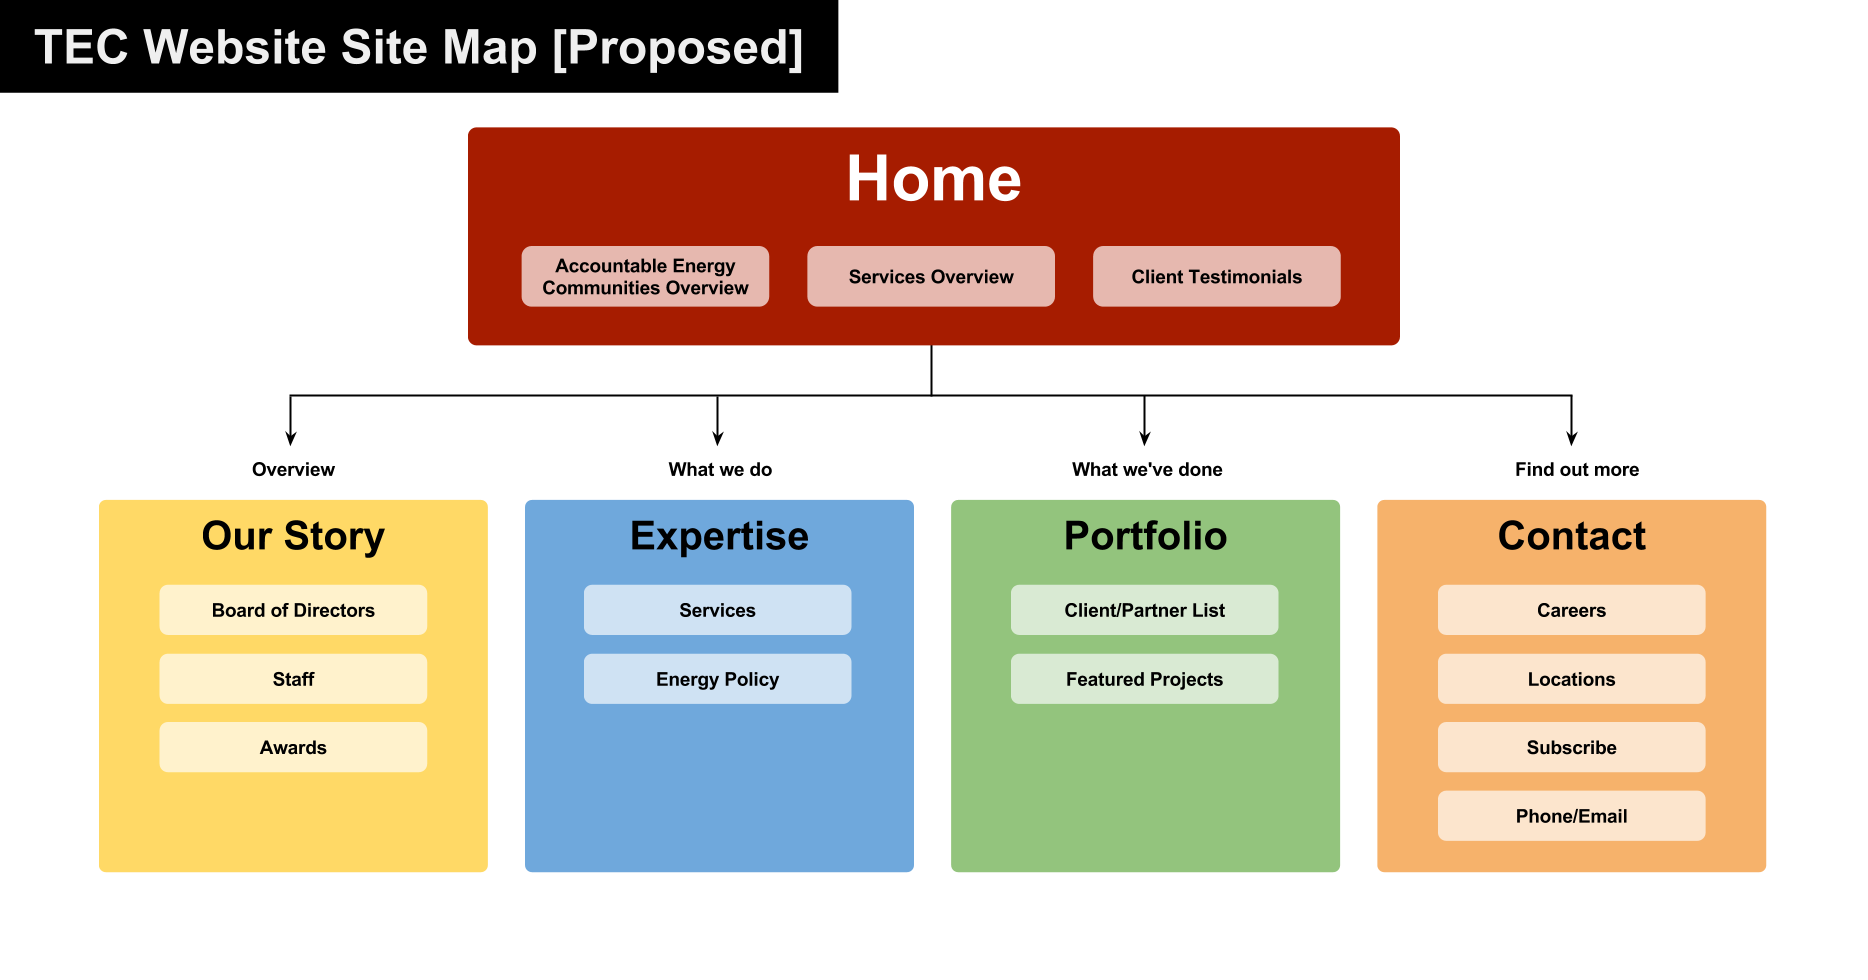 TEC Website Site Map [Proposed]
Home
Accountable Energy
Communities Overview
Services Overview
Client Testimonials
Overview
What we do
What we've done
Find out more
Our Story
Board of Directors
Staff
Awards
Expertise
Services
Energy Policy
Portfolio
Client/Partner List
Featured Projects
Contact
Careers
Locations
Subscribe
Phone/Email